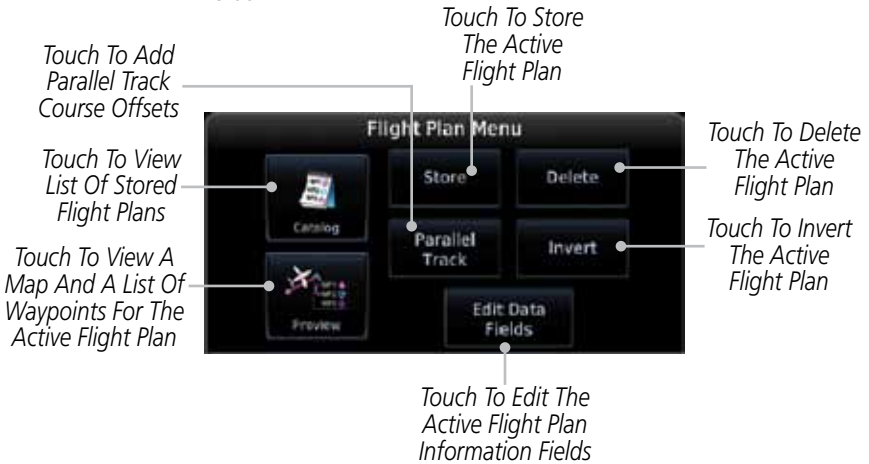 Touch To Store
The Active
Flight Plan
Touch To Add
Parallel Track
Course Offsets
Touch To View
List Of Stored
Flight Plans
Touch To View A
Map And A List Of
Waypoints For The
Active Flight Plan
Flight Plan Menu
Store
Delete
Catalog
Parallel
Track
Invert
Preview
Edit Data
Fields
Touch To Delete
The Active
Flight Plan
Touch To Invert
The Active
Flight Plan
Touch To Edit The
Active Flight Plan
Information Fields